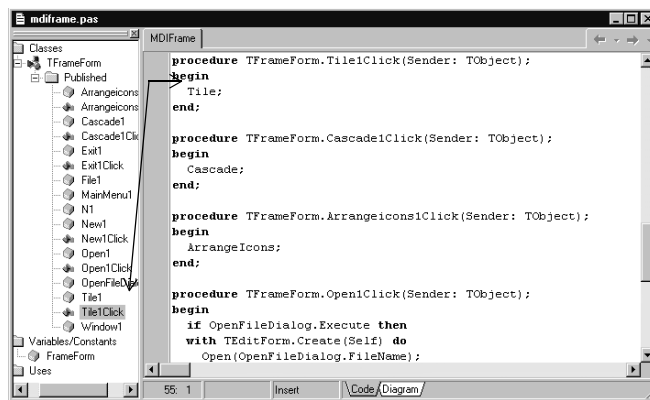 mdiframe.pas
Classes
TFrameForm
Published
Arrangeicons
Arrangeicons
Cascade1
Cascade1Clic
Exit1
Exit1Click
File1
MainMenu1
N1
New1
New1Click
Open1
Open1Click
OpenFileDialo
Tile1
Tile1Click
Window1
Variables/Constants
FrameForm
Uses
MDIFrame
procedure TFrameForm.Tile1Click(Sender: TObject);
begin
Tile;
end;
procedure TFrameForm.Cascade1Click(Sender: TObject);
begin
Cascade;
end;
procedure TFrameForm.Arrangeicons1Click(Sender: TObject);
begin
ArrangeIcons;
end;
procedure TFrameForm.Open1Click(Sender: TObject);
begin
if OpenFileDialog.Execute then
with TEditForm.Create(Self) do
Open(OpenFileDialog.FileName);
55: 1 Insert Code Diagram